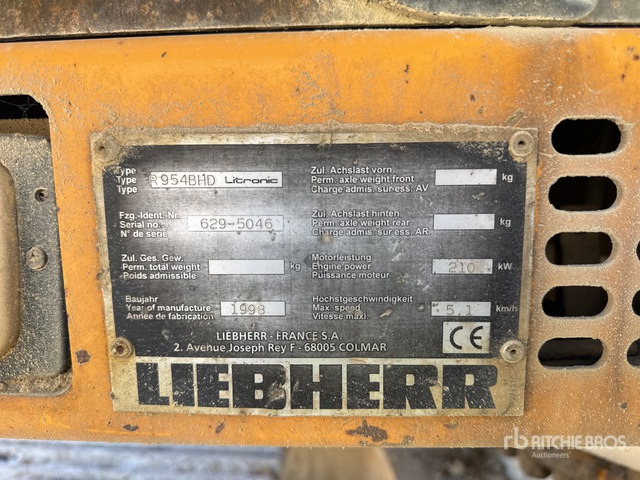 Type
Type R954BHD Litronic
Type
Fzg.-Ident.-Nr.
Serial no. 629-5046
N° de série
Zul. Ges. Gew.
Perm. total weight kg
Poids admissible
Baujahr
Year of manufacture 1998
Année de fabrication
Zul. Achslast vorn
Perm. axle weight front kg
Charge admis. sur ess. AV
Zul. Achslast hinten
Perm. axle weight rear kg
Charge admis. sur ess. AR
Motorleistung
Engine power 210 kW
Puissance moteur
Höchstgeschwindigkeit
Max. speed 5.1 km/h
Vitesse maxi.
LIEBHERR - FRANCE S.A.
2. Avenue Joseph Rey F - 68005 COLMAR
CE
LIEBHERR
rb RITCHIE BROS.
Auctioneers